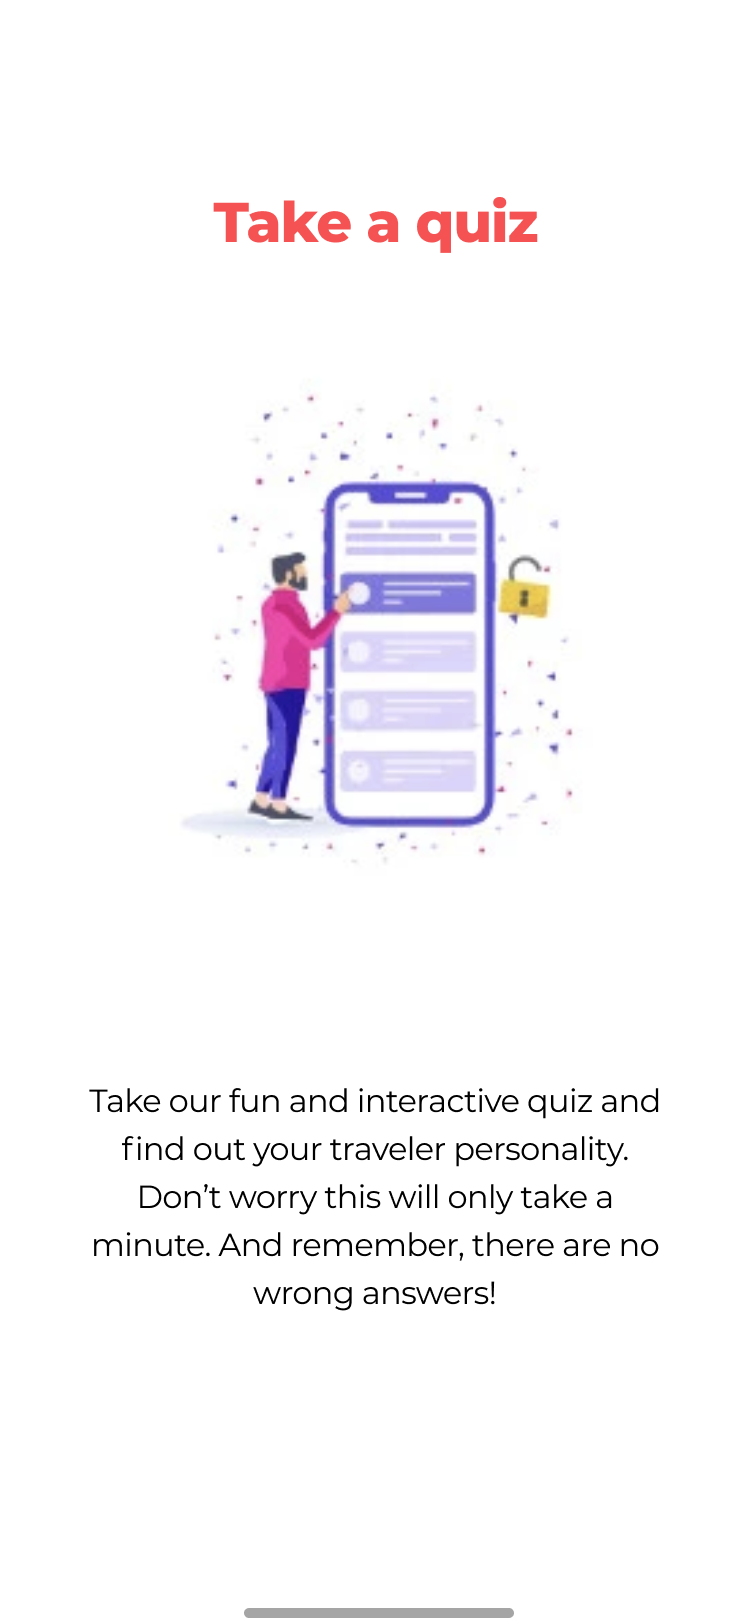 Take a quiz
Take our fun and interactive quiz and
find out your traveler personality.
Don’t worry this will only take a
minute. And remember, there are no
wrong answers!